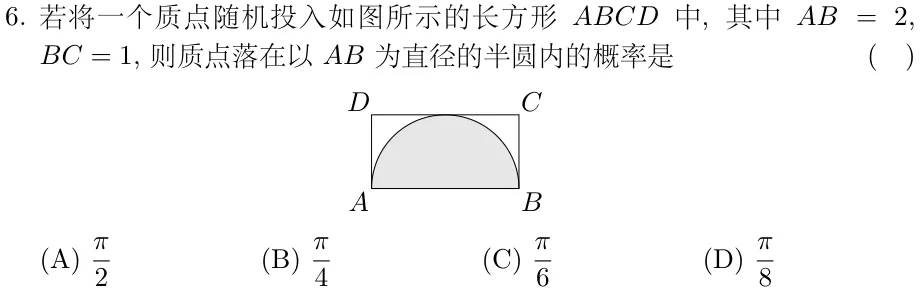 6. 若将一个质点随机投入如图所示的长方形 ABCD 中, 其中 AB = 2,
BC = 1, 则质点落在以 AB 为直径的半圆内的概率是 ( )
D C
A B
(A) π/2 (B) π/4 (C) π/6 (D) π/8